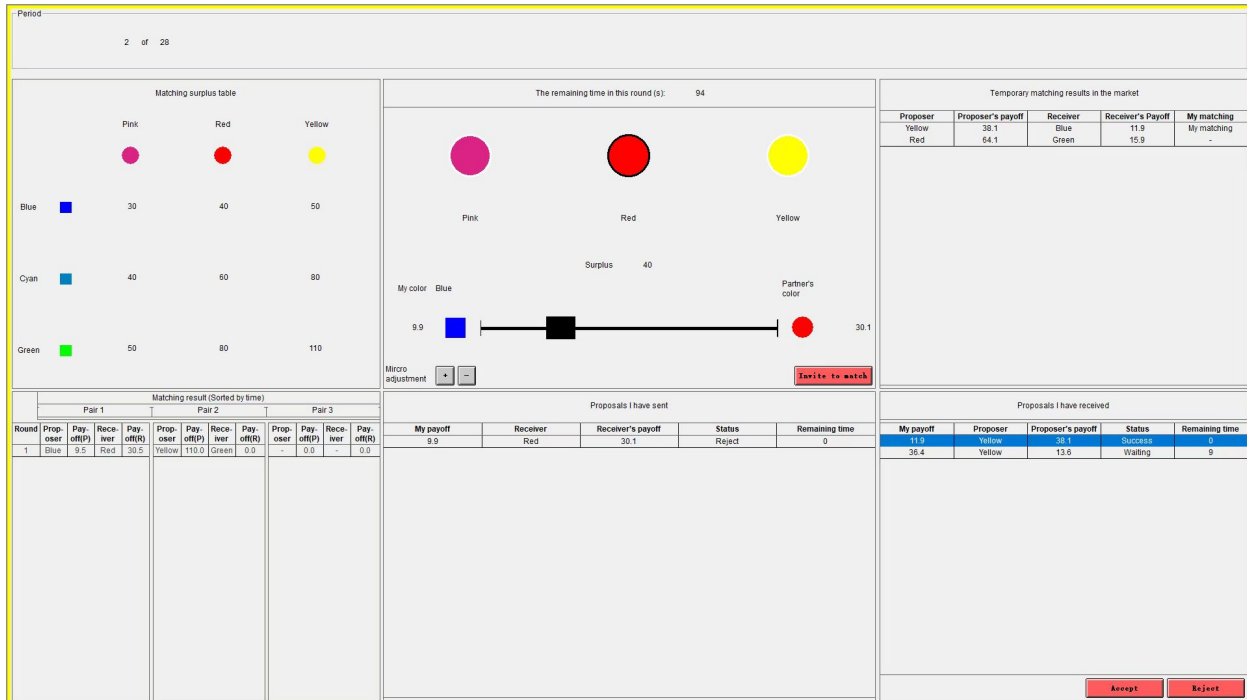 Period
2 of 28
Matching surplus table
Pink Red Yellow
Blue 30 40 50
Cyan 40 60 80
Green 50 80 110
The remaining time in this round (s): 94
Pink Red Yellow
Surplus 40
My color Blue
Partner's
color
9.9 30.1
Mircro
adjustment + −
Invite to match
Temporary matching results in the market
Proposer Proposer's payoff Receiver Receiver's Payoff My matching
Yellow 38.1 Blue 11.9 My matching
Red 64.1 Green 15.9 -
Matching result (Sorted by time)
Pair 1 Pair 2 Pair 3
Round Prop- Pay- Rece- Pay- Prop- Pay- Rece- Pay- Prop- Pay- Rece- Pay-
oser off(P) iver off(R) oser off(P) iver off(R) oser off(P) iver off(R)
1 Blue 9.5 Red 30.5 Yellow 110.0 Green 0.0 - 0.0 - 0.0
Proposals I have sent
My payoff Receiver Receiver's payoff Status Remaining time
9.9 Red 30.1 Reject 0
Proposals I have received
My payoff Proposer Proposer's payoff Status Remaining time
11.9 Yellow 38.1 Success 0
36.4 Yellow 13.6 Waiting 9
Accept Reject